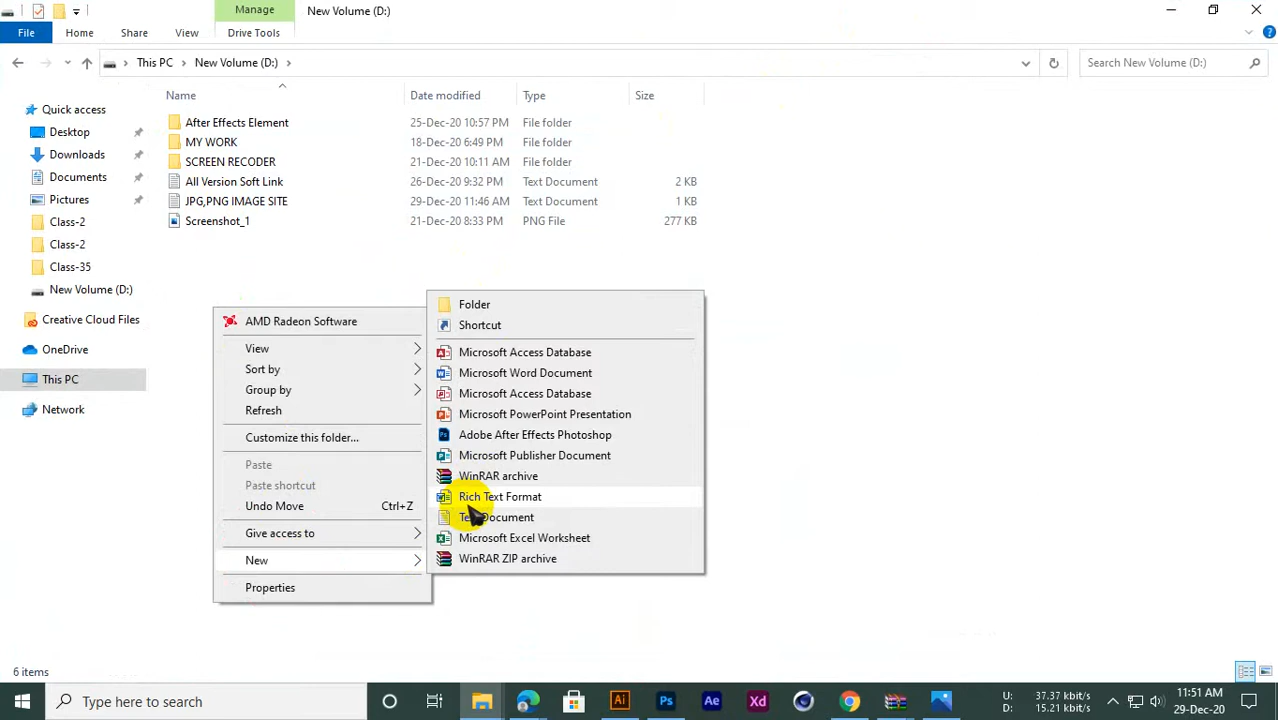 Manage
New Volume (D:)
File
Home
Share
View
Drive Tools
This PC
New Volume (D:)
Search New Volume (D:)
Name
Date modified
Type
Size
Quick access
Desktop
Downloads
Documents
Pictures
Class-2
Class-2
Class-35
New Volume (D:)
Creative Cloud Files
OneDrive
This PC
Network
After Effects Element 25-Dec-20 10:57 PM File folder
MY WORK 18-Dec-20 6:49 PM File folder
SCREEN RECODER 21-Dec-20 10:11 AM File folder
All Version Soft Link 26-Dec-20 9:32 PM Text Document 2 KB
JPG,PNG IMAGE SITE 29-Dec-20 11:46 AM Text Document 1 KB
Screenshot_1 21-Dec-20 8:33 PM PNG File 277 KB
AMD Radeon Software
View
Sort by
Group by
Refresh
Customize this folder...
Paste
Paste shortcut
Undo Move Ctrl+Z
Give access to
New
Properties
Folder
Shortcut
Microsoft Access Database
Microsoft Word Document
Microsoft Access Database
Microsoft PowerPoint Presentation
Adobe After Effects Photoshop
Microsoft Publisher Document
WinRAR archive
Rich Text Format
Text Document
Microsoft Excel Worksheet
WinRAR ZIP archive
6 items
Type here to search
Ai
Ps
Ae
Xd
U: 37.37 kbit/s
D: 15.21 kbit/s
11:51 AM
29-Dec-20